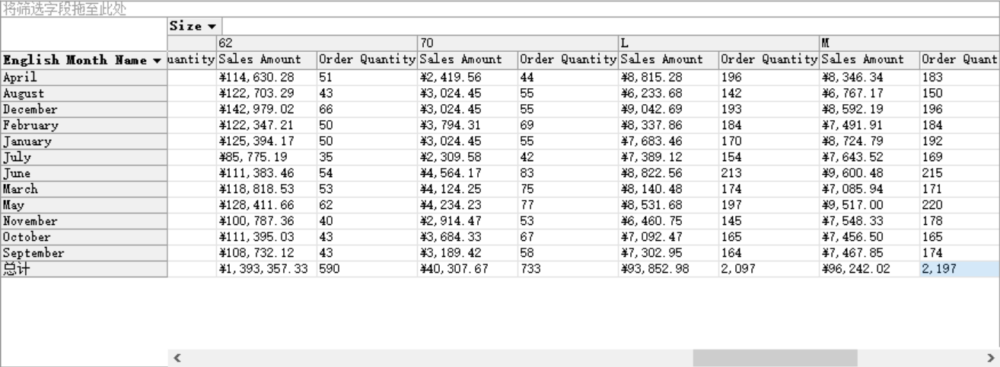 将筛选字段拖至此处
Size
62 70 L M
English Month Name uantity Sales Amount Order Quantity Sales Amount Order Quantity Sales Amount Order Quantity Sales Amount Order Quant
April ¥114,630.28 51 ¥2,419.56 44 ¥8,815.28 196 ¥8,346.34 183
August ¥122,703.29 43 ¥3,024.45 55 ¥6,233.68 142 ¥6,767.17 150
December ¥142,979.02 66 ¥3,024.45 55 ¥9,042.69 193 ¥8,592.19 196
February ¥122,347.21 50 ¥3,794.31 69 ¥8,337.86 184 ¥7,491.91 184
January ¥125,394.17 50 ¥3,024.45 55 ¥7,683.46 170 ¥8,724.79 192
July ¥85,775.19 35 ¥2,309.58 42 ¥7,389.12 154 ¥7,643.52 169
June ¥111,383.46 54 ¥4,564.17 83 ¥8,822.56 213 ¥9,600.48 215
March ¥118,818.53 53 ¥4,124.25 75 ¥8,140.48 174 ¥7,085.94 171
May ¥128,411.66 62 ¥4,234.23 77 ¥8,531.68 197 ¥9,517.00 220
November ¥100,787.36 40 ¥2,914.47 53 ¥6,460.75 145 ¥7,548.33 178
October ¥111,395.03 43 ¥3,684.33 67 ¥7,092.47 165 ¥7,456.50 165
September ¥108,732.12 43 ¥3,189.42 58 ¥7,302.95 164 ¥7,467.85 174
总计 ¥1,393,357.33 590 ¥40,307.67 733 ¥93,852.98 2,097 ¥96,242.02 2,197